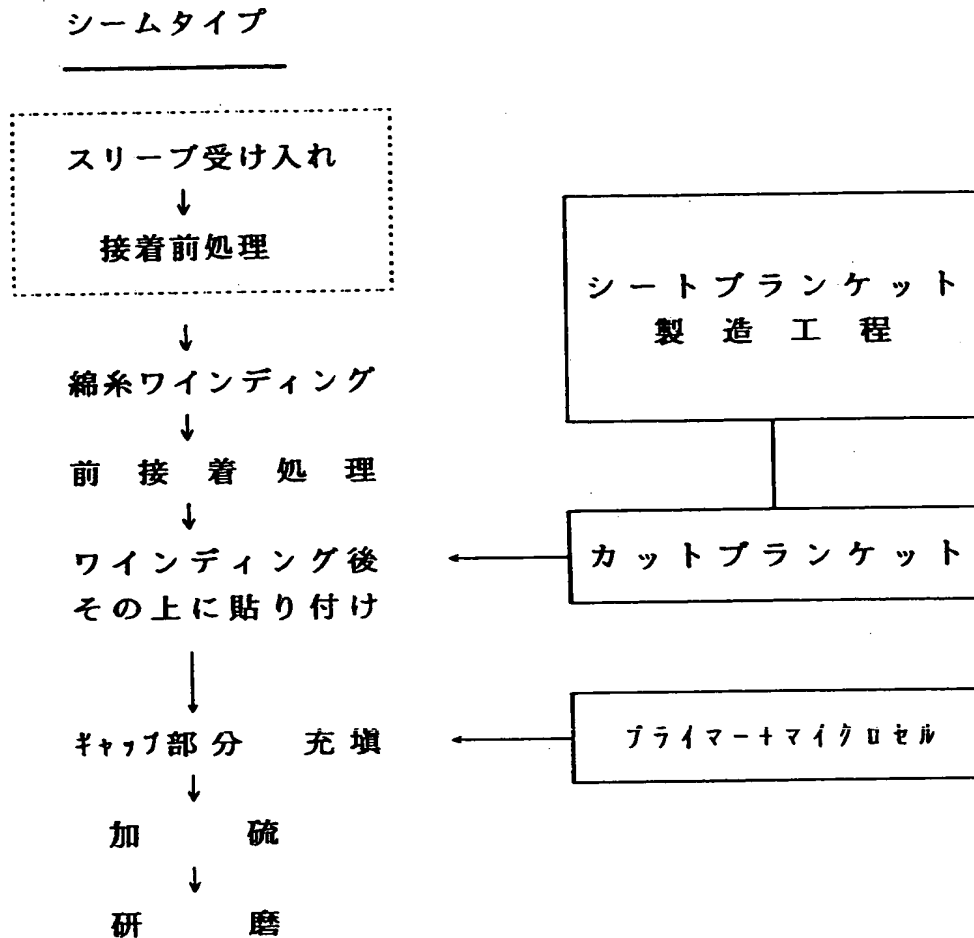 シームタイプ
スリーブ受け入れ
↓
接着前処理
↓
綿糸ワインディング
↓
前接着処理
↓
ワインディング後
その上に貼り付け
↓
ギャップ部分 充填
↓
加硫
↓
研磨
シートブランケット
製造工程
カットブランケット
プライマー+マイクロセル